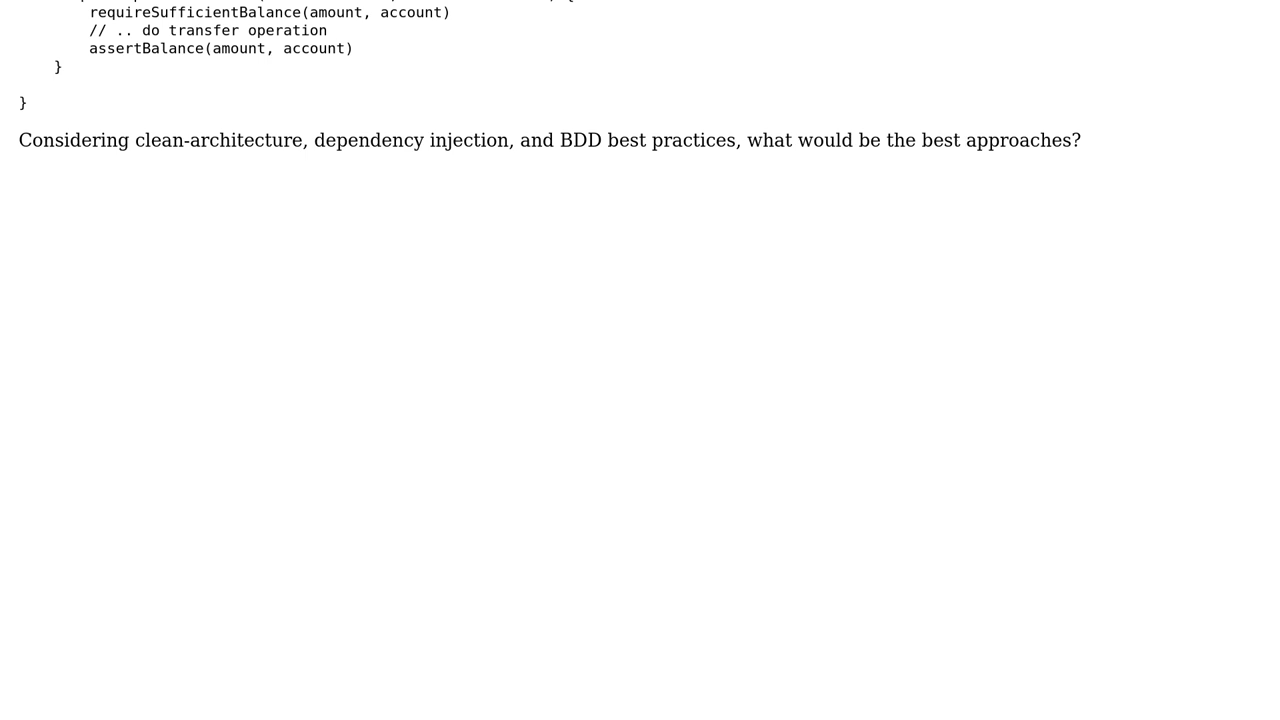 requireSufficientBalance(amount, account)
// .. do transfer operation
assertBalance(amount, account)
}
}
Considering clean-architecture, dependency injection, and BDD best practices, what would be the best approaches?